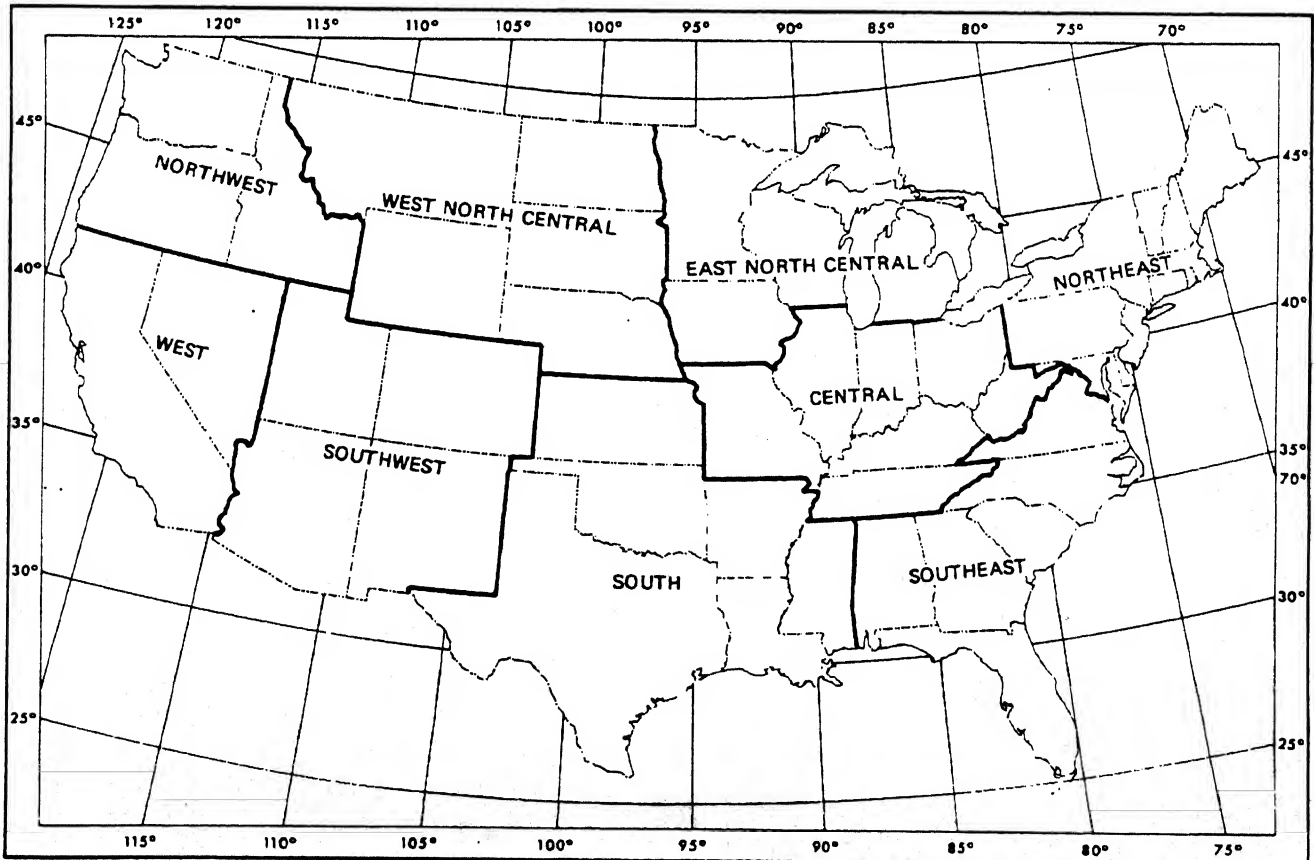 125° 120° 115° 110° 105° 100° 95° 90° 85° 80° 75° 70°
5
45°
45°
NORTHWEST
WEST NORTH CENTRAL
EAST NORTH CENTRAL
NORTHEAST
40°
40°
WEST
CENTRAL
35°
35°
SOUTHWEST
70°
SOUTH
SOUTHEAST
30°
30°
25°
25°
115° 110° 105° 100° 95° 90° 85° 80° 75°